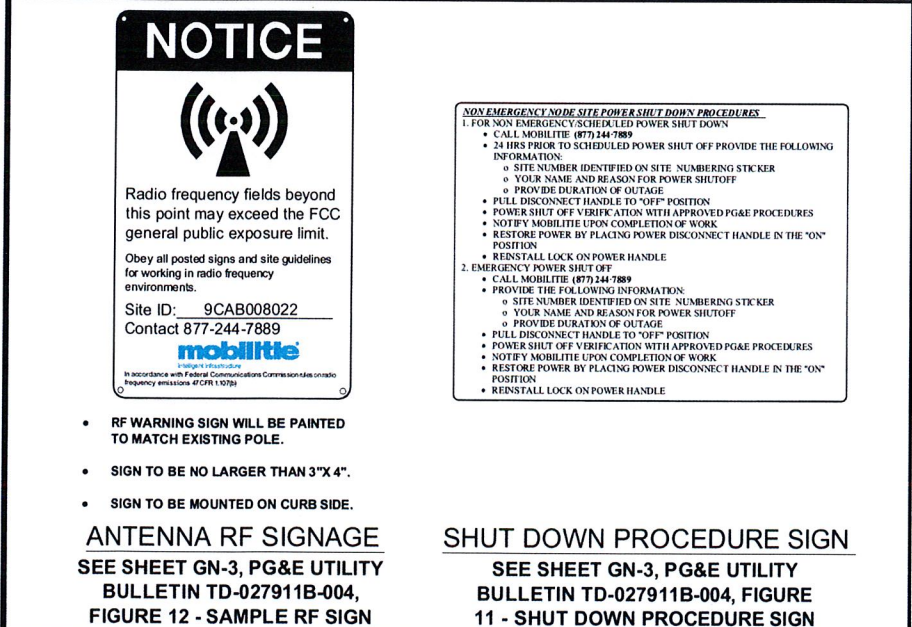 NOTICE
Radio frequency fields beyond
this point may exceed the FCC
general public exposure limit.
Obey all posted signs and site guidelines
for working in radio frequency
environments.
Site ID: 9CAB008022
Contact 877-244-7889
mobilitie
intelligent infrastructure
In accordance with Federal Communications Commission rules on radio
frequency emissions 47 CFR 1.107(b)
• RF WARNING SIGN WILL BE PAINTED
TO MATCH EXISTING POLE.
• SIGN TO BE NO LARGER THAN 3"X 4".
• SIGN TO BE MOUNTED ON CURB SIDE.
ANTENNA RF SIGNAGE
SEE SHEET GN-3, PG&E UTILITY
BULLETIN TD-027911B-004,
FIGURE 12 - SAMPLE RF SIGN
NON EMERGENCY NODE SITE POWER SHUT DOWN PROCEDURES
1. FOR NON EMERGENCY/SCHEDULED POWER SHUT DOWN
• CALL MOBILITIE (877) 244-7889
• 24 HRS PRIOR TO SCHEDULED POWER SHUT OFF PROVIDE THE FOLLOWING
INFORMATION:
o SITE NUMBER IDENTIFIED ON SITE NUMBERING STICKER
o YOUR NAME AND REASON FOR POWER SHUTOFF
o PROVIDE DURATION OF OUTAGE
• PULL DISCONNECT HANDLE TO "OFF" POSITION
• POWER SHUT OFF VERIFICATION WITH APPROVED PG&E PROCEDURES
• NOTIFY MOBILITIE UPON COMPLETION OF WORK
• RESTORE POWER BY PLACING POWER DISCONNECT HANDLE IN THE "ON"
POSITION
• REINSTALL LOCK ON POWER HANDLE
2. EMERGENCY POWER SHUT OFF
• CALL MOBILITIE (877) 244-7889
• PROVIDE THE FOLLOWING INFORMATION:
o SITE NUMBER IDENTIFIED ON SITE NUMBERING STICKER
o YOUR NAME AND REASON FOR POWER SHUTOFF
o PROVIDE DURATION OF OUTAGE
• PULL DISCONNECT HANDLE TO "OFF" POSITION
• POWER SHUT OFF VERIFICATION WITH APPROVED PG&E PROCEDURES
• NOTIFY MOBILITIE UPON COMPLETION OF WORK
• RESTORE POWER BY PLACING POWER DISCONNECT HANDLE IN THE "ON"
POSITION
• REINSTALL LOCK ON POWER HANDLE
SHUT DOWN PROCEDURE SIGN
SEE SHEET GN-3, PG&E UTILITY
BULLETIN TD-027911B-004, FIGURE
11 - SHUT DOWN PROCEDURE SIGN